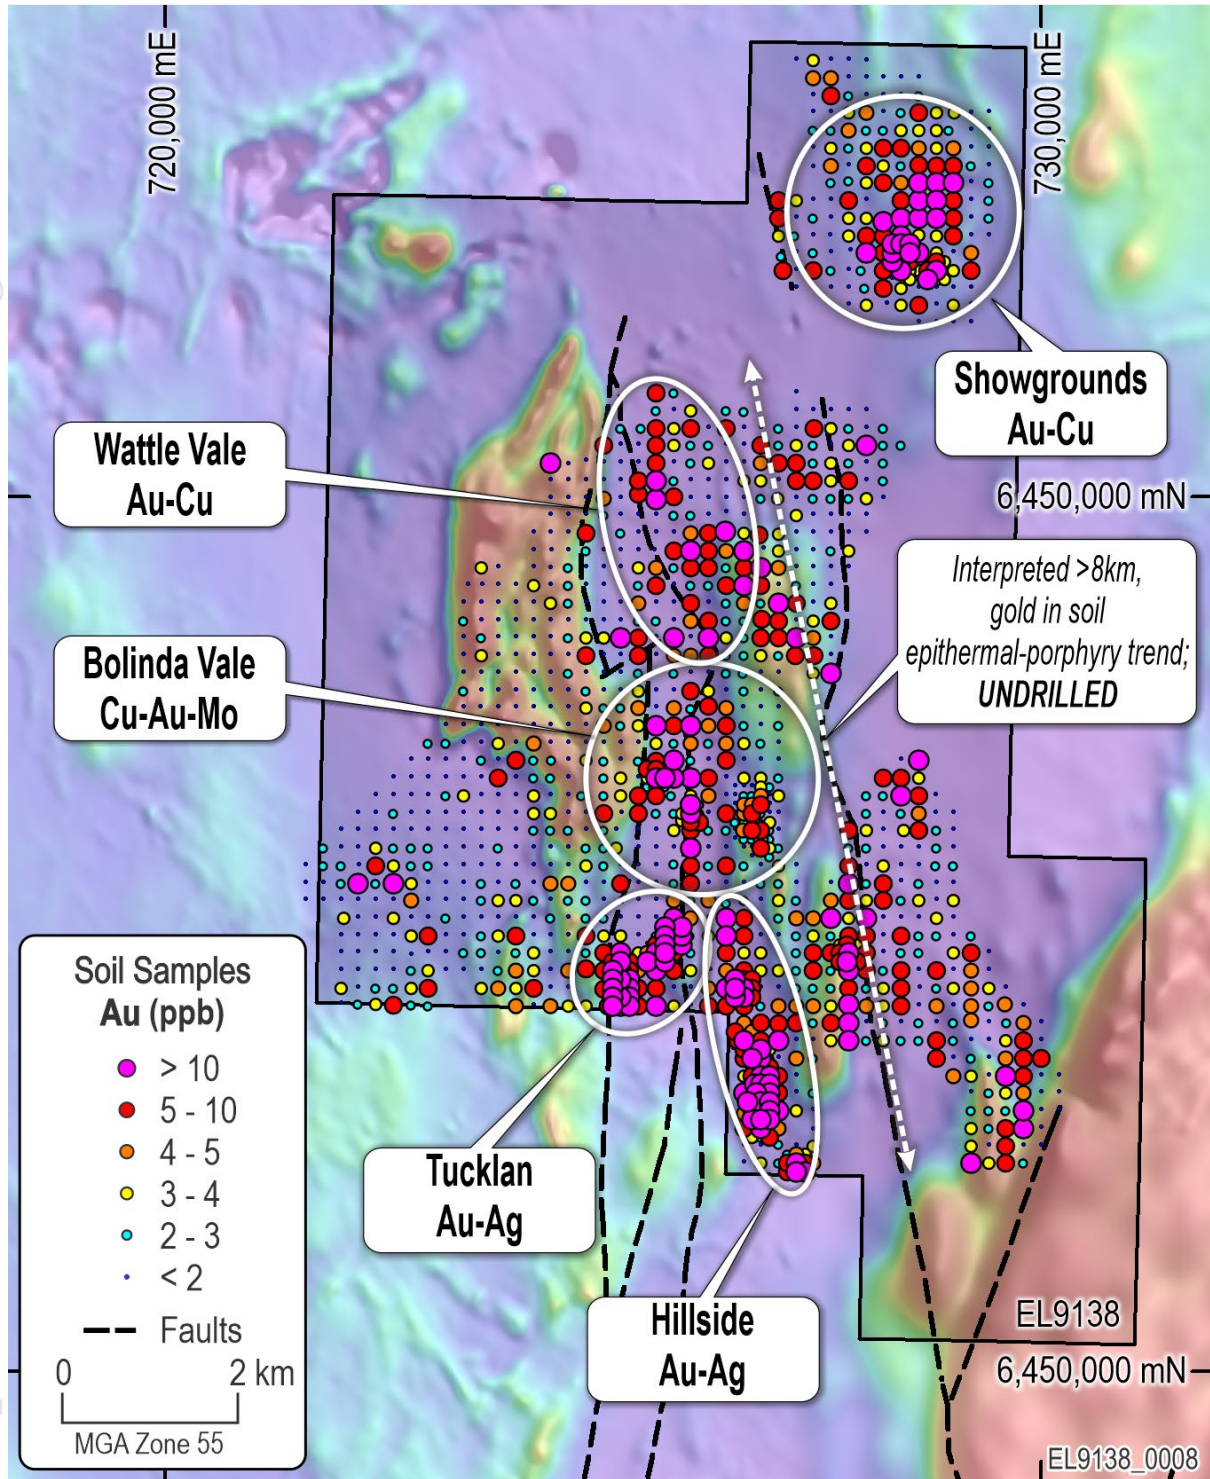 720,000 mE
730,000 mE
Showgrounds
Au-Cu
Wattle Vale
Au-Cu
6,450,000 mN
Interpreted >8km,
gold in soil
epithermal-porphyry trend;
UNDRILLED
Bolinda Vale
Cu-Au-Mo
Soil Samples
Au (ppb)
> 10
5 - 10
4 - 5
3 - 4
2 - 3
< 2
Faults
0 2 km
MGA Zone 55
Tucklan
Au-Ag
Hillside
Au-Ag
EL9138
6,450,000 mN
EL9138_0008